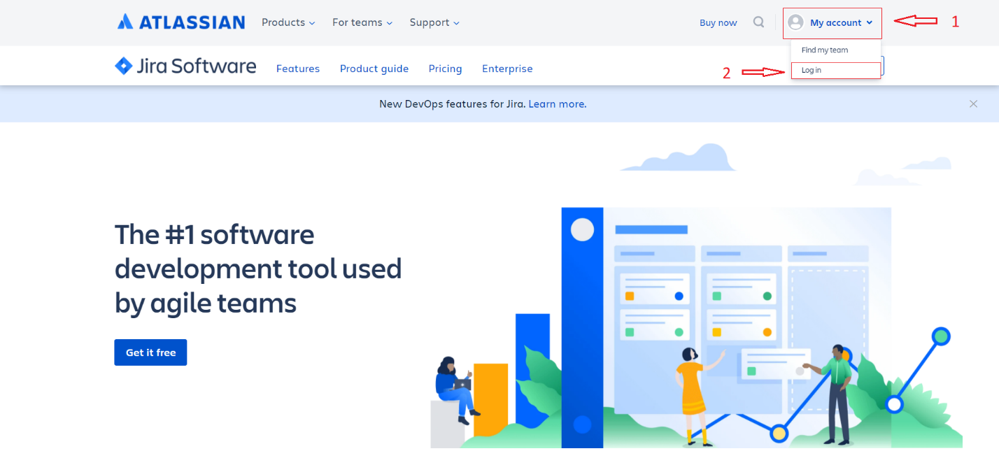 ATLASSIAN Products For teams Support Buy now My account 1
Find my team
Jira Software Features Product guide Pricing Enterprise
2 Log in
New DevOps features for Jira. Learn more.
The #1 software
development tool used
by agile teams
Get it free